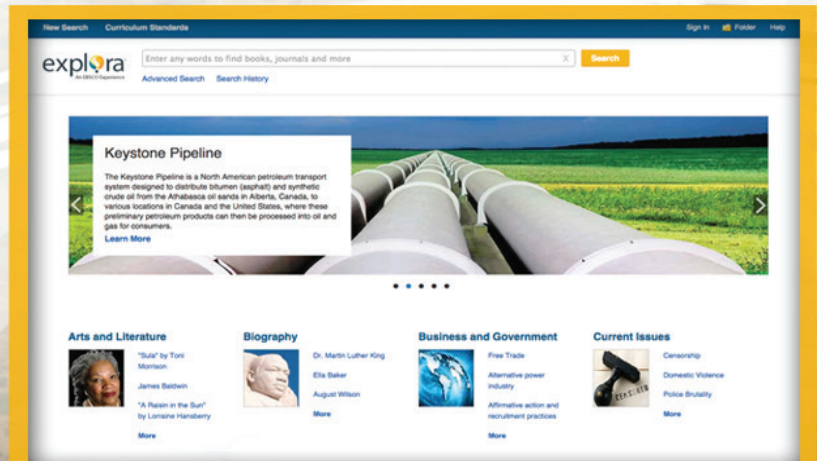 New Search Curriculum Standards Sign In Folder Help
explora
An EBSCO Experience
Enter any words to find books, journals and more X Search
Advanced Search Search History
Keystone Pipeline
The Keystone Pipeline is a North American petroleum transport
system designed to distribute bitumen (asphalt) and synthetic
crude oil from the Athabasca oil sands in Alberta, Canada, to
various locations in Canada and the United States, where these
preliminary petroleum products can then be processed into oil and
gas for consumers.
Learn More
Arts and Literature
"Sula" by Toni
Morrison
James Baldwin
"A Raisin in the Sun"
by Lorraine Hansberry
More
Biography
Dr. Martin Luther King
Ella Baker
August Wilson
More
Business and Government
Free Trade
Alternative power
industry
Affirmative action and
recruitment practices
More
Current Issues
CENSORED
Censorship
Domestic Violence
Police Brutality
More